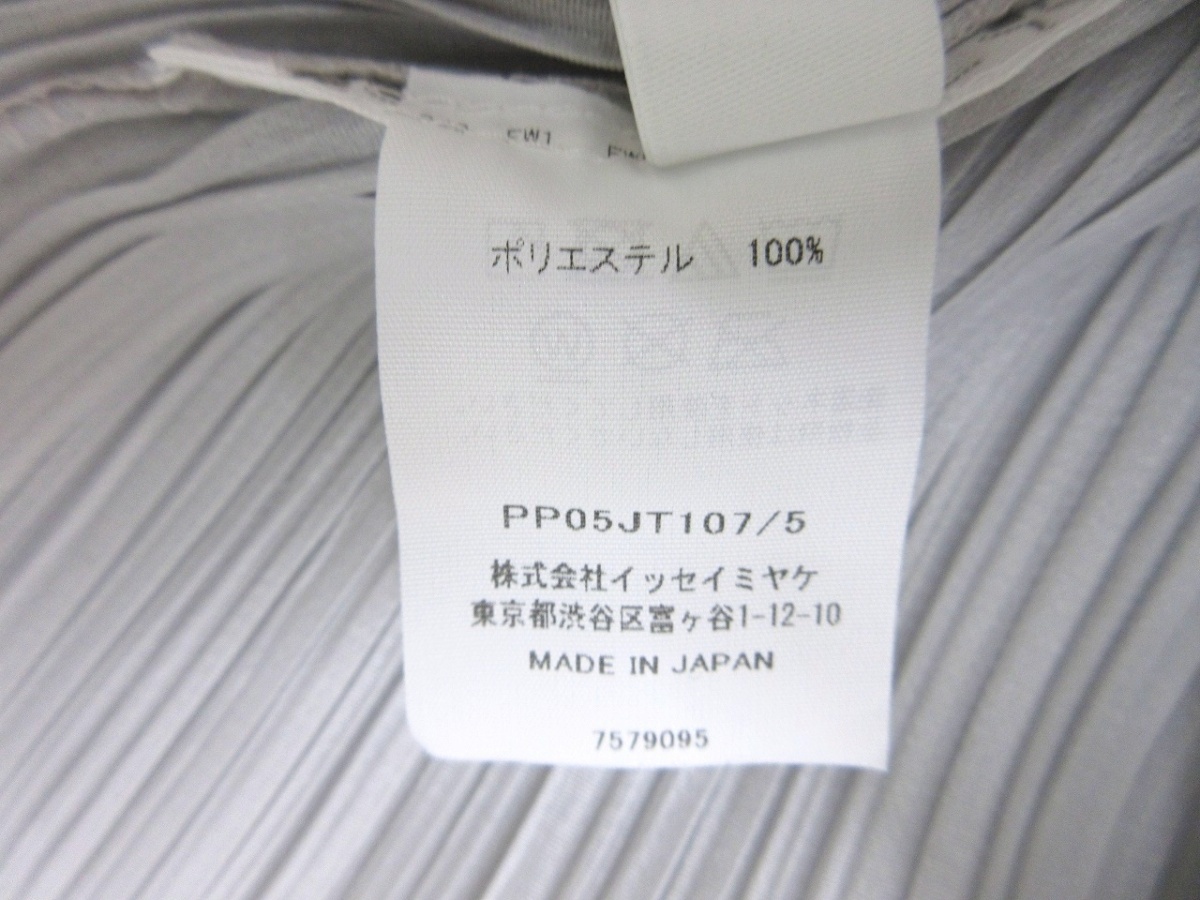 FW1
ポリエステル 100%
PP05JT107/5
株式会社イッセイミヤケ
東京都渋谷区富ヶ谷1-12-10
MADE IN JAPAN
7579095